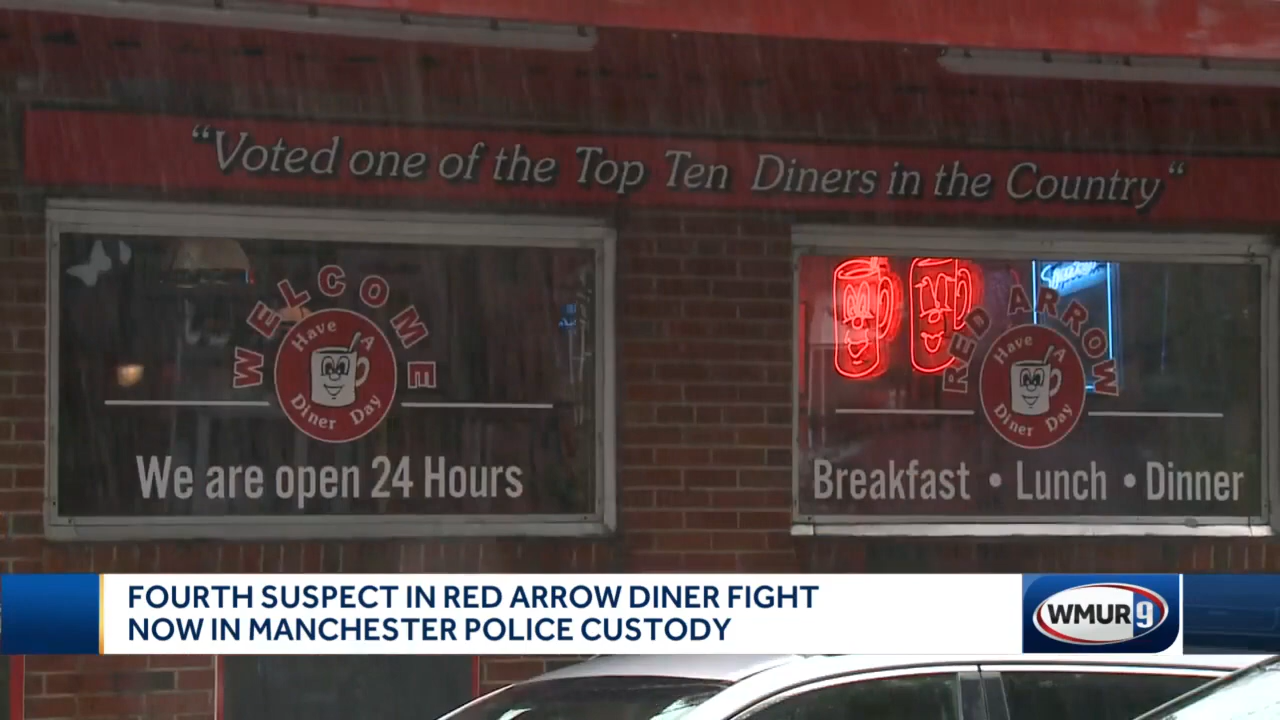 “Voted one of the Top Ten Diners in the Country“
WELCOME
Have A
Diner Day
We are open 24 Hours
RED ARROW
Have A
Diner Day
Breakfast • Lunch • Dinner
FOURTH SUSPECT IN RED ARROW DINER FIGHT
NOW IN MANCHESTER POLICE CUSTODY
WMUR 9